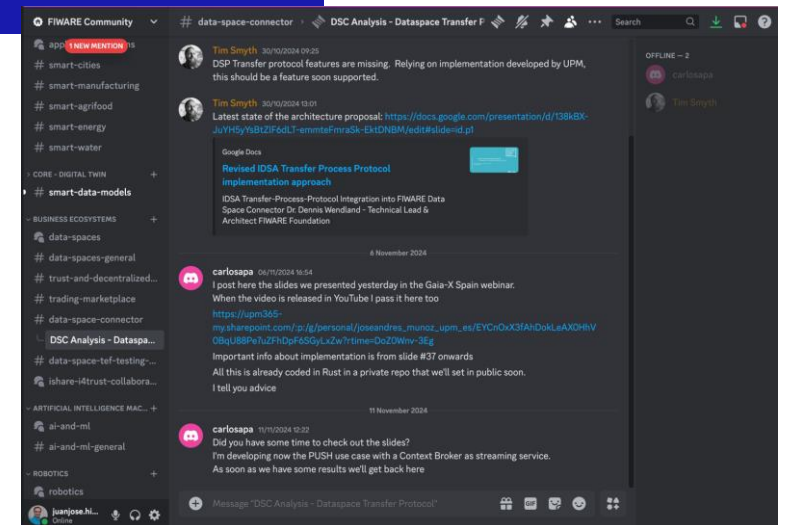 FIWARE Community
# data-space-connector
DSC Analysis - Dataspace Transfer P
Search
1 NEW MENTION
# smart-cities
# smart-manufacturing
# smart-agrifood
# smart-energy
# smart-water
CORE - DIGITAL TWIN
# smart-data-models
BUSINESS ECOSYSTEMS
data-spaces
# data-spaces-general
# trust-and-decentralized...
# trading-marketplace
# data-space-connector
DSC Analysis - Dataspa...
# data-space-tef-testing-...
ishare-i4trust-collabora...
ARTIFICIAL INTELLIGENCE MAC...
ai-and-ml
# ai-and-ml-general
ROBOTICS
robotics
juanjose.hi...
Online
Tim Smyth 30/10/2024 09:25
DSP Transfer protocol features are missing. Relying on implementation developed by UPM,
this should be a feature soon supported.
Tim Smyth 30/10/2024 13:01
Latest state of the architecture proposal: https://docs.google.com/presentation/d/138kBX-
JuYH5yYsBtZlF6dLT-emmteFmraSk-EktDNBM/edit#slide=id.p1
Google Docs
Revised IDSA Transfer Process Protocol
implementation approach
IDSA Transfer-Process-Protocol Integration into FIWARE Data
Space Connector Dr. Dennis Wendland - Technical Lead &
Architect FIWARE Foundation
6 November 2024
carlosapa 06/11/2024 16:54
I post here the slides we presented yesterday in the Gaia-X Spain webinar.
When the video is released in YouTube I pass it here too
https://upm365-
my.sharepoint.com/:p:/g/personal/joseandres_munoz_upm_es/EYCnOxX3fAhDokLeAX0HhV
0BqU88Pe7uZFhDpF6SGyLxZw?rtime=DoZ0Wnv-3Eg
Important info about implementation is from slide #37 onwards
All this is already coded in Rust in a private repo that we'll set in public soon.
I tell you advice
11 November 2024
carlosapa 11/11/2024 12:22
Did you have some time to check out the slides?
I'm developing now the PUSH use case with a Context Broker as streaming service.
As soon as we have some results we'll get back here
Message "DSC Analysis - Dataspace Transfer Protocol"
GIF
OFFLINE — 2
carlosapa
Tim Smyth